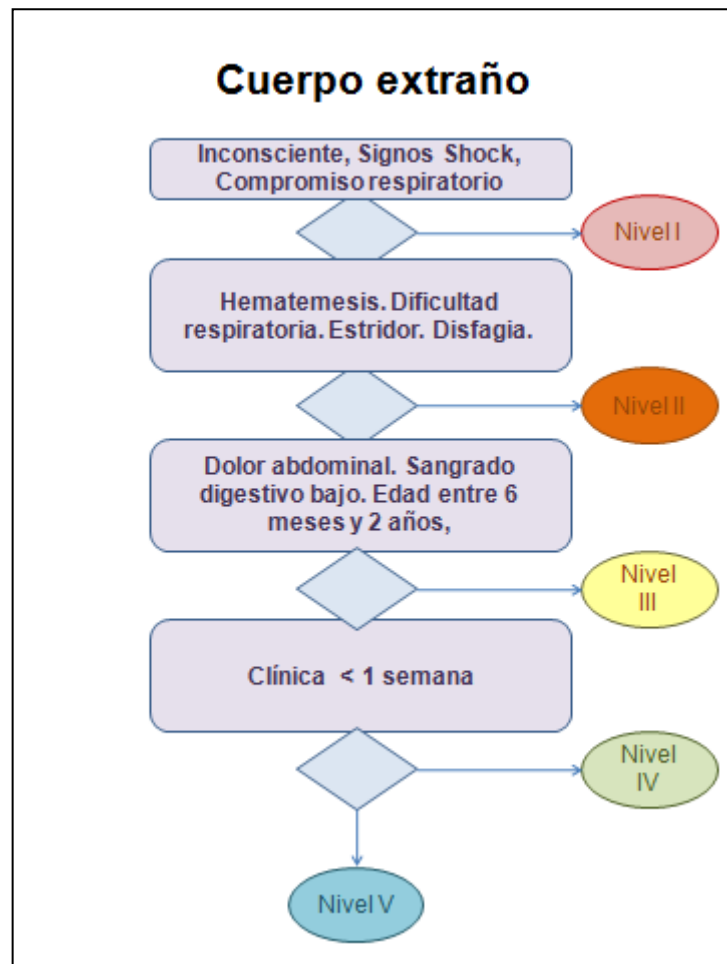 Cuerpo extraño
Inconsciente, Signos Shock,
Compromiso respiratorio
Nivel I
Hematemesis. Dificultad
respiratoria. Estridor. Disfagia.
Nivel II
Dolor abdominal. Sangrado
digestivo bajo. Edad entre 6
meses y 2 años,
Nivel
III
Clínica < 1 semana
Nivel
IV
Nivel V